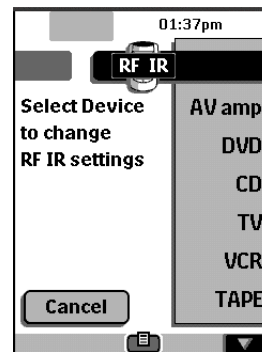 01:37pm
RF IR
Select Device
to change
RF IR settings
AV amp
DVD
CD
TV
VCR
TAPE
Cancel